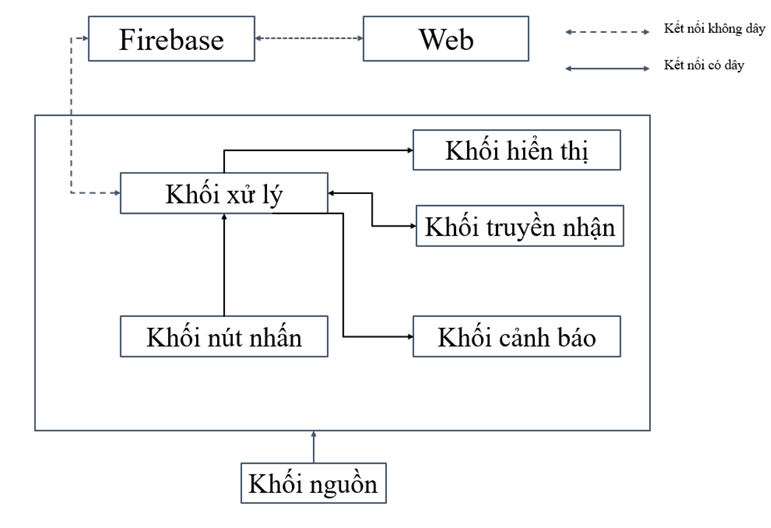 Firebase
Web
Kết nối không dây
Kết nối có dây
Khối hiển thị
Khối xử lý
Khối truyền nhận
Khối nút nhấn
Khối cảnh báo
Khối nguồn